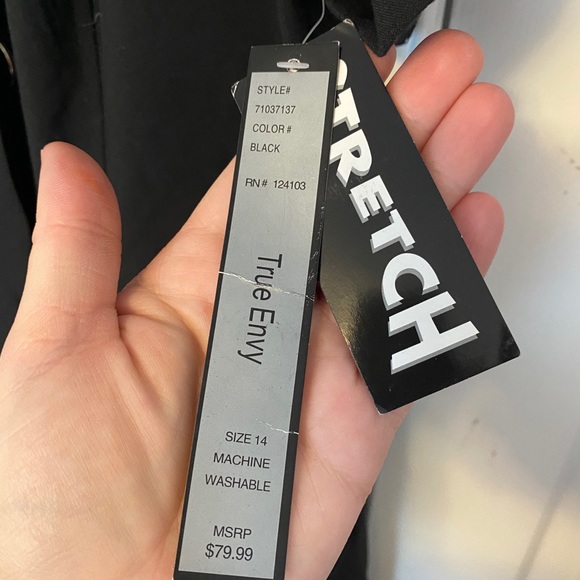 STYLE#
71037137
COLOR#
BLACK
RN# 124103
True Envy
SIZE 14
MACHINE
WASHABLE
MSRP
$79.99
STRETCH